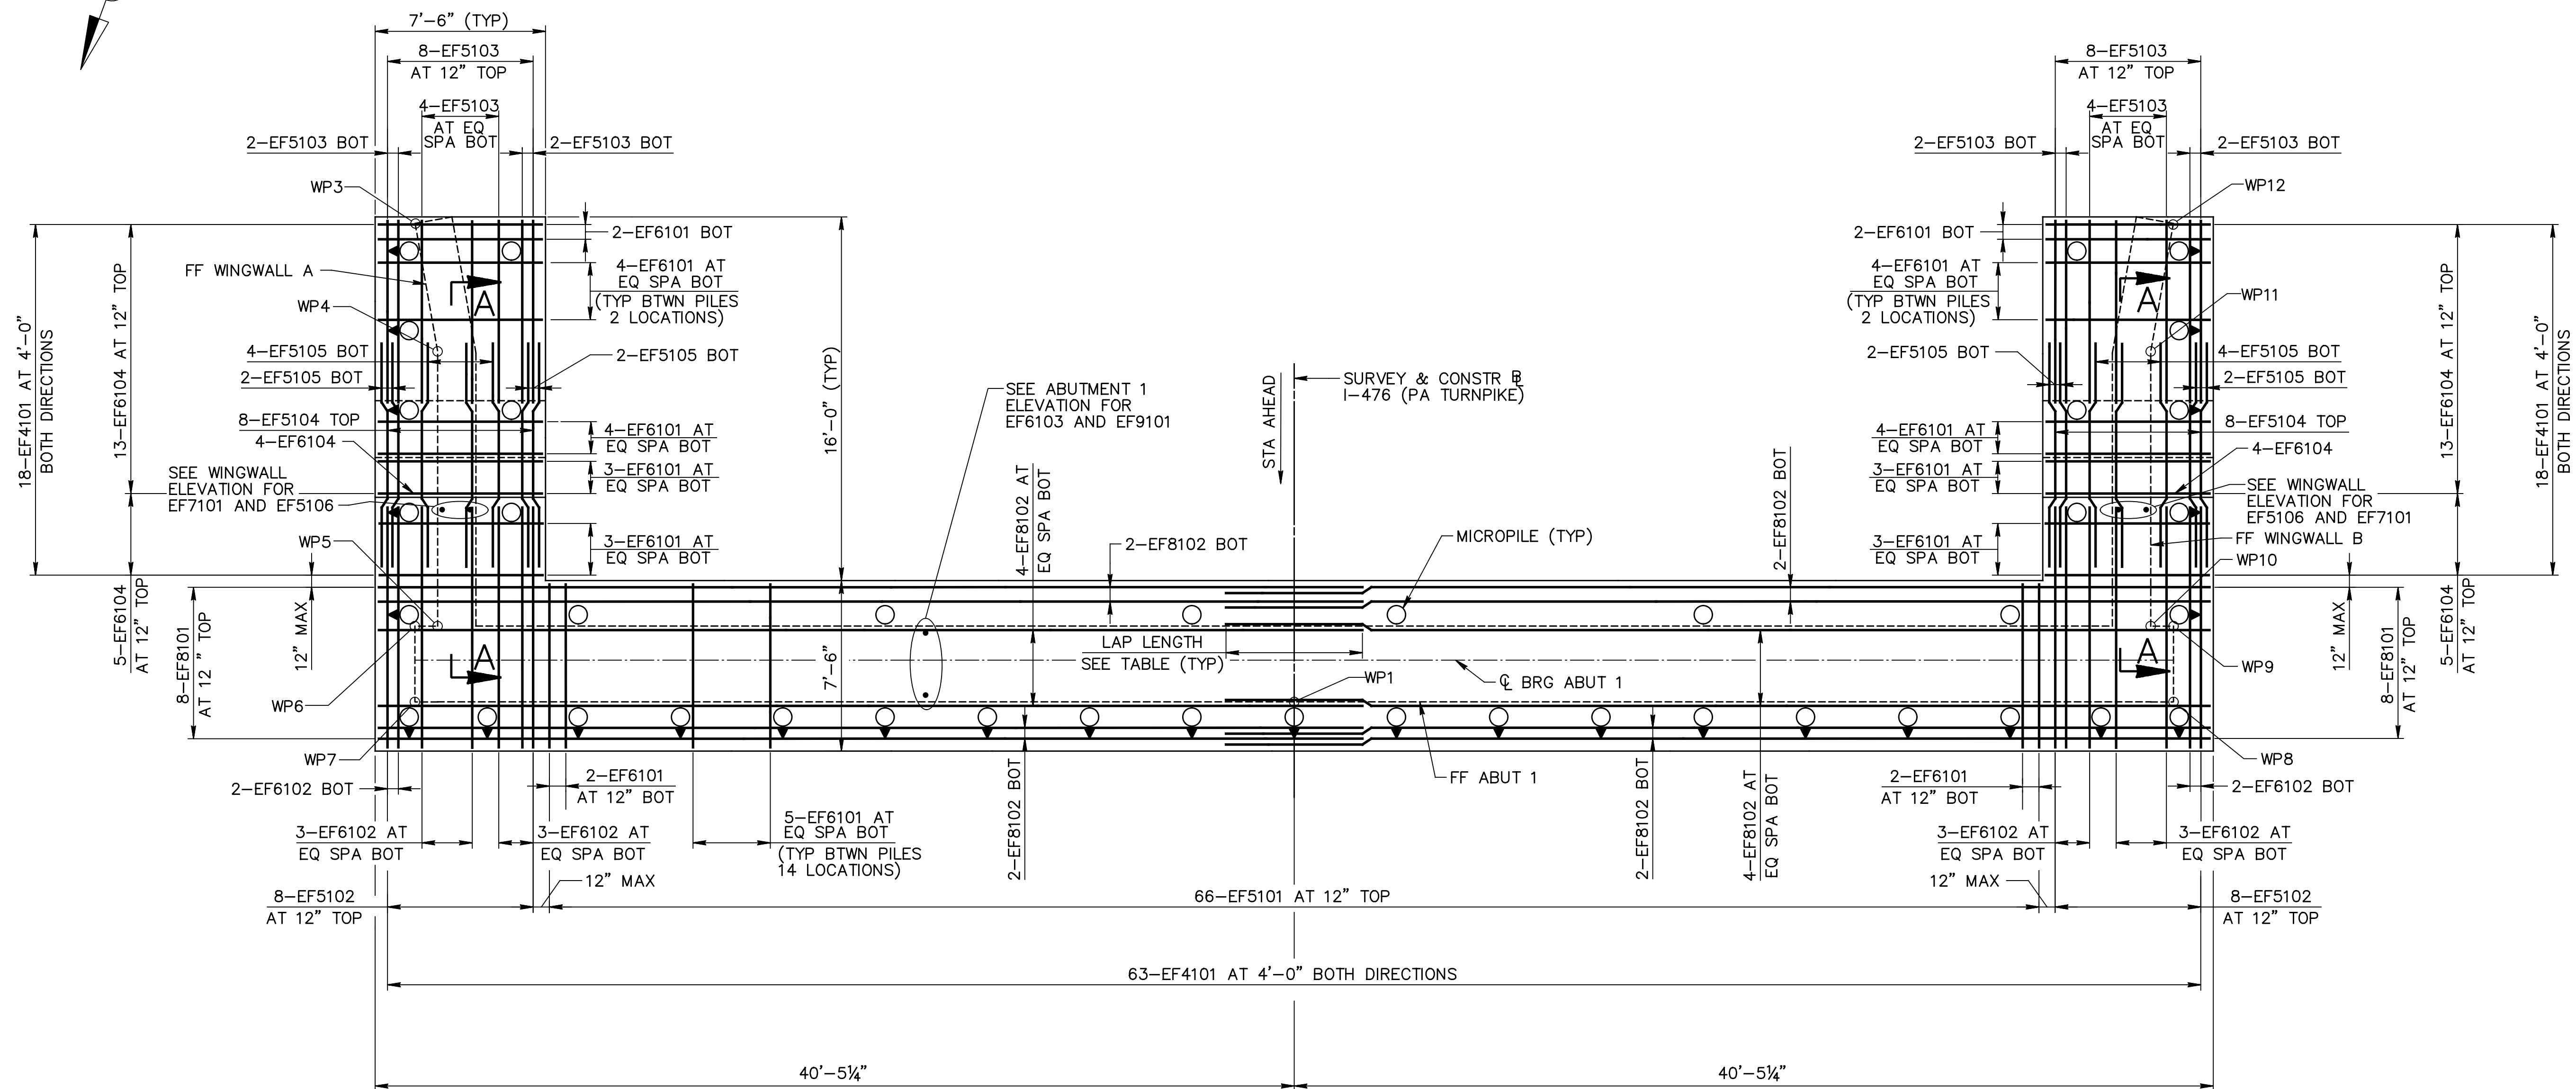 7'-6" (TYP)
8-EF5103
AT 12" TOP
4-EF5103
AT EQ
SPA BOT
2-EF5103 BOT
2-EF5103 BOT
WP3
2-EF6101 BOT
FF WINGWALL A
4-EF6101 AT
EQ SPA BOT
(TYP BTWN PILES
2 LOCATIONS)
A
WP4
4-EF5105 BOT
2-EF5105 BOT
2-EF5105 BOT
8-EF5104 TOP
4-EF6104
4-EF6101 AT
EQ SPA BOT
3-EF6101 AT
EQ SPA BOT
SEE WINGWALL
ELEVATION FOR
EF7101 AND EF5106
3-EF6101 AT
EQ SPA BOT
WP5
18-EF4101 AT 4'-0"
BOTH DIRECTIONS
13-EF6104 AT 12" TOP
5-EF6104
AT 12" TOP
8-EF8101
AT 12 " TOP
12" MAX
WP6
A
WP7
16'-0" (TYP)
7'-6"
SEE ABUTMENT 1
ELEVATION FOR
EF6103 AND EF9101
4-EF8102 AT
EQ SPA BOT
2-EF8102 BOT
STA AHEAD
SURVEY & CONSTR BL
I-476 (PA TURNPIKE)
MICROPILE (TYP)
2-EF8102 BOT
LAP LENGTH
SEE TABLE (TYP)
WP1
CL BRG ABUT 1
FF ABUT 1
8-EF5103
AT 12" TOP
4-EF5103
AT EQ
SPA BOT
2-EF5103 BOT
2-EF5103 BOT
WP12
2-EF6101 BOT
4-EF6101 AT
EQ SPA BOT
(TYP BTWN PILES
2 LOCATIONS)
A
WP11
2-EF5105 BOT
4-EF5105 BOT
2-EF5105 BOT
8-EF5104 TOP
4-EF6104
4-EF6101 AT
EQ SPA BOT
3-EF6101 AT
EQ SPA BOT
SEE WINGWALL
ELEVATION FOR
EF5106 AND EF7101
3-EF6101 AT
EQ SPA BOT
FF WINGWALL B
WP10
13-EF6104 AT 12" TOP
18-EF4101 AT 4'-0"
BOTH DIRECTIONS
12" MAX
8-EF8101
AT 12" TOP
5-EF6104
AT 12" TOP
A
WP9
WP8
2-EF6102 BOT
2-EF6101
AT 12" BOT
3-EF6102 AT
EQ SPA BOT
3-EF6102 AT
EQ SPA BOT
5-EF6101 AT
EQ SPA BOT
(TYP BTWN PILES
14 LOCATIONS)
2-EF8102 BOT
2-EF8102 BOT
4-EF8102 AT
EQ SPA BOT
2-EF6101
AT 12" BOT
2-EF6102 BOT
3-EF6102 AT
EQ SPA BOT
3-EF6102 AT
EQ SPA BOT
8-EF5102
AT 12" TOP
12" MAX
66-EF5101 AT 12" TOP
12" MAX
8-EF5102
AT 12" TOP
63-EF4101 AT 4'-0" BOTH DIRECTIONS
40'-5¼"
40'-5¼"